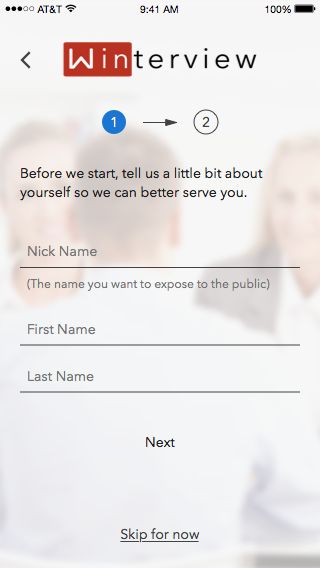 AT&T 9:41 AM 100%
Winterview
1 2
Before we start, tell us a little bit about
yourself so we can better serve you.
Nick Name
(The name you want to expose to the public)
First Name
Last Name
Next
Skip for now